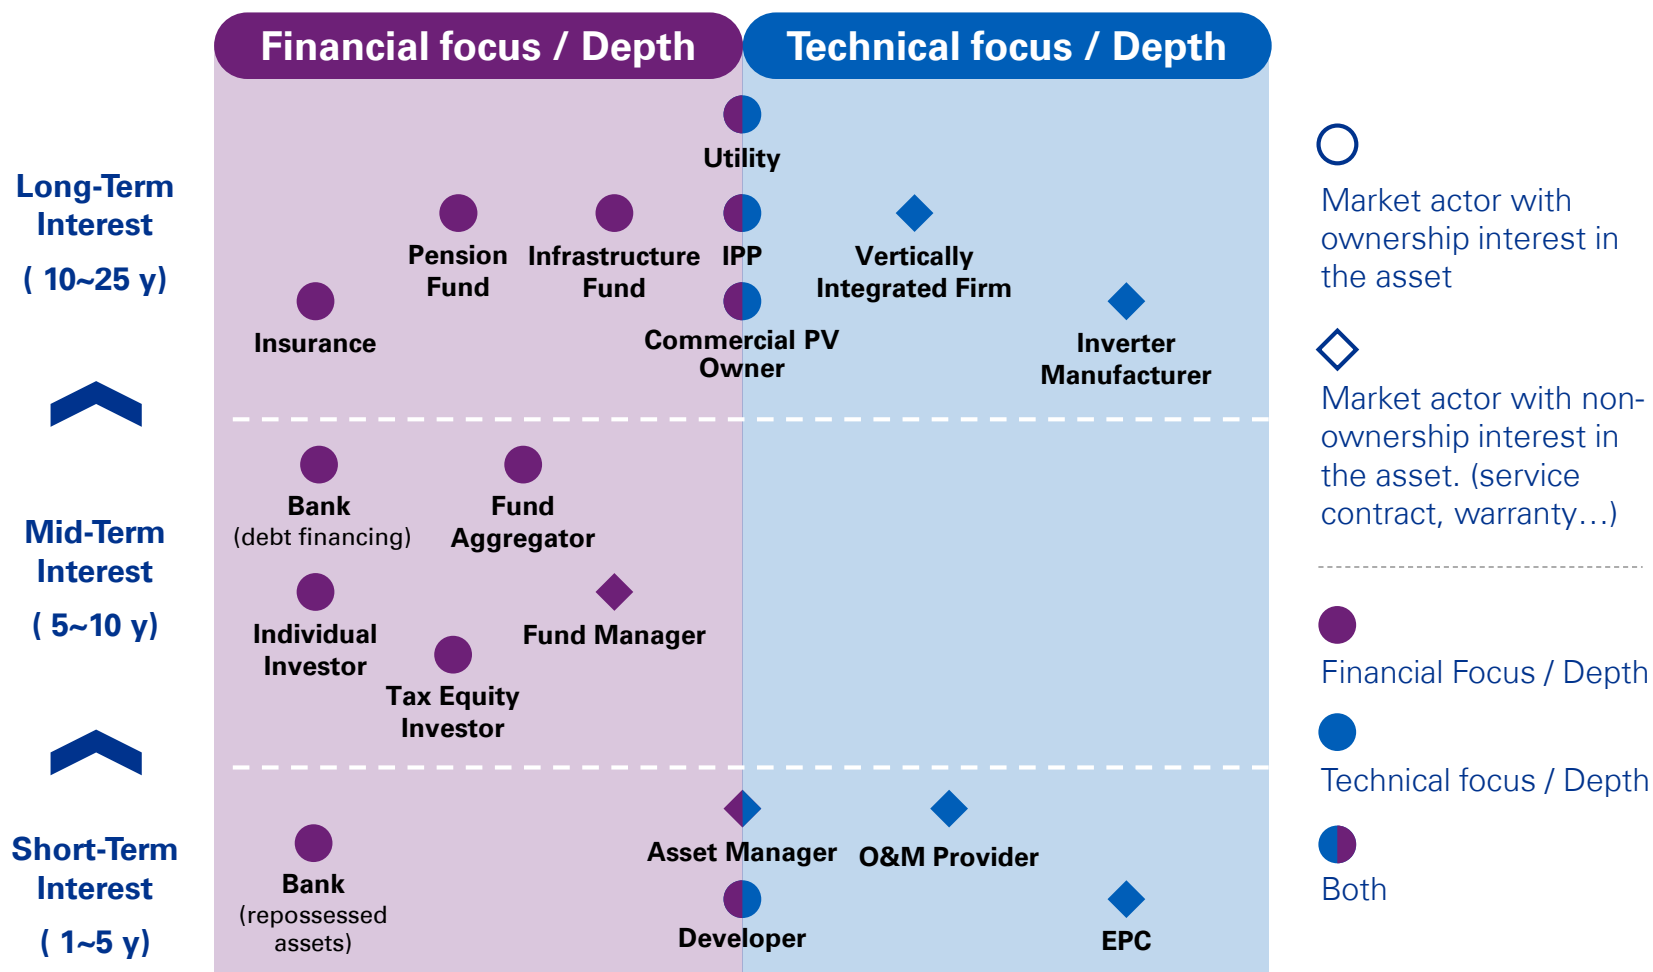 Financial focus / Depth
Technical focus / Depth
Long-Term
Interest
( 10~25 y)
Utility
Pension
Fund
Infrastructure
Fund
IPP
Vertically
Integrated Firm
Insurance
Commercial PV
Owner
Inverter
Manufacturer
Mid-Term
Interest
( 5~10 y)
Bank
(debt financing)
Fund
Aggregator
Individual
Investor
Fund Manager
Tax Equity
Investor
Short-Term
Interest
( 1~5 y)
Asset Manager
O&M Provider
Bank
(repossessed
assets)
Developer
EPC
Market actor with
ownership interest in
the asset
Market actor with non-
ownership interest in
the asset. (service
contract, warranty…)
Financial Focus / Depth
Technical focus / Depth
Both